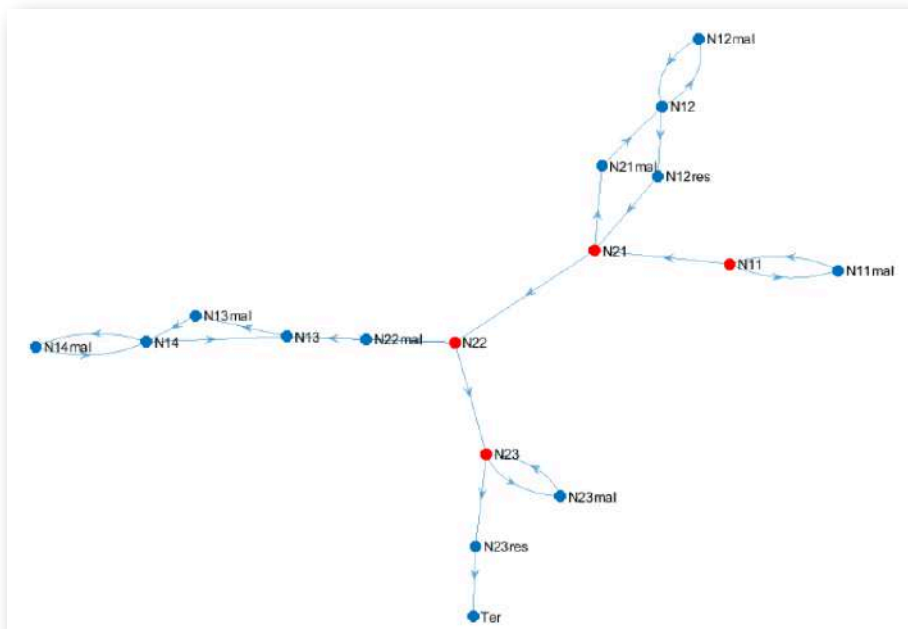 N12mal
N12
N21mal
N12res
N21
N11
N11mal
N13mal
N14mal
N14
N13
N22mal
N22
N23
N23mal
N23res
Ter